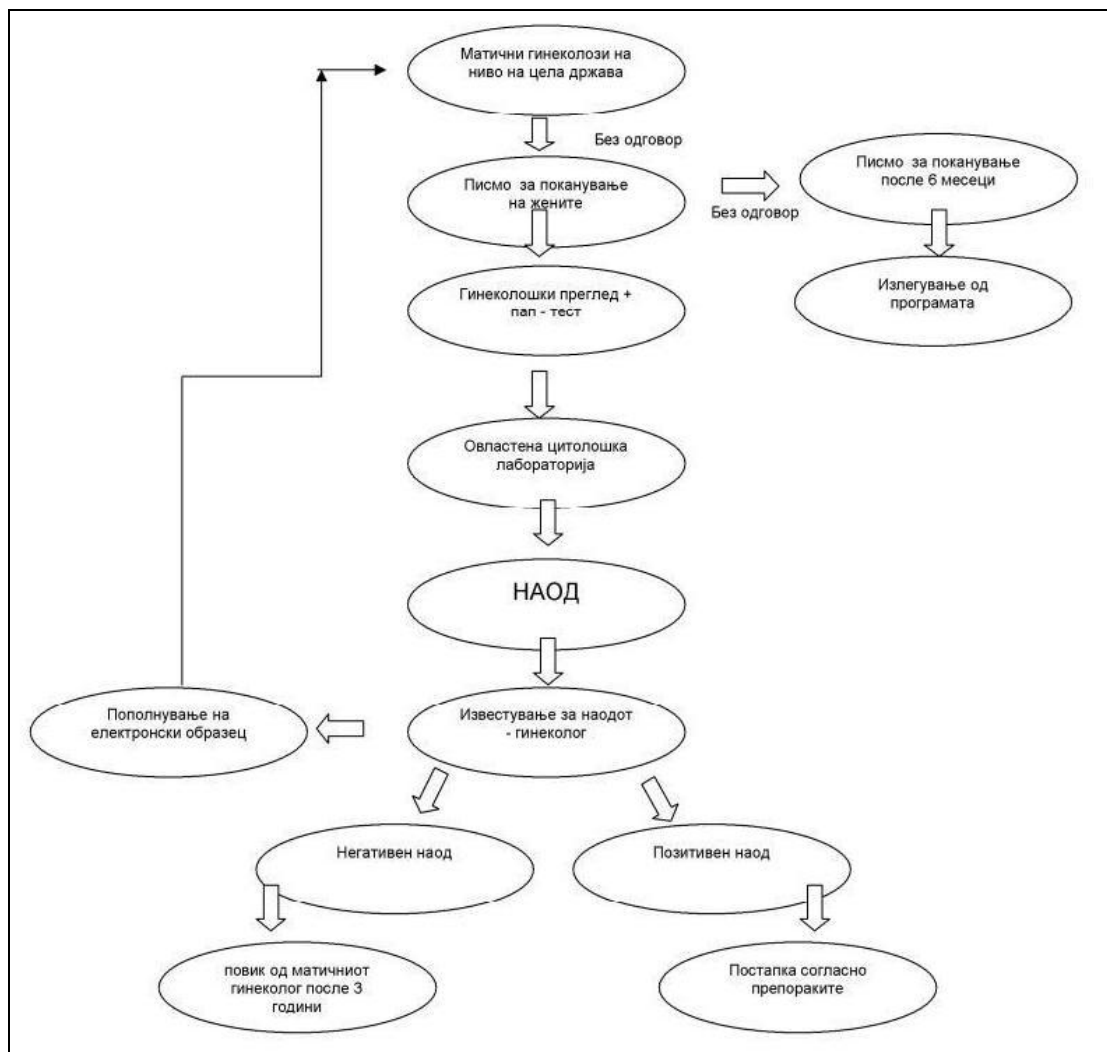 Матични гинеколози на
ниво на цела држава
Без одговор
Писмо за поканување
на жените
Без одговор
Писмо за поканување
после 6 месеци
Излегување од
програмата
Гинеколошки преглед +
пап - тест
Овластена цитолошка
лабораторија
НАОД
Известување за наодот
- гинеколог
Пополнување на
електронски образец
Негативен наод
Позитивен наод
повик од матичниот
гинеколог после 3
години
Постапка согласно
препораките